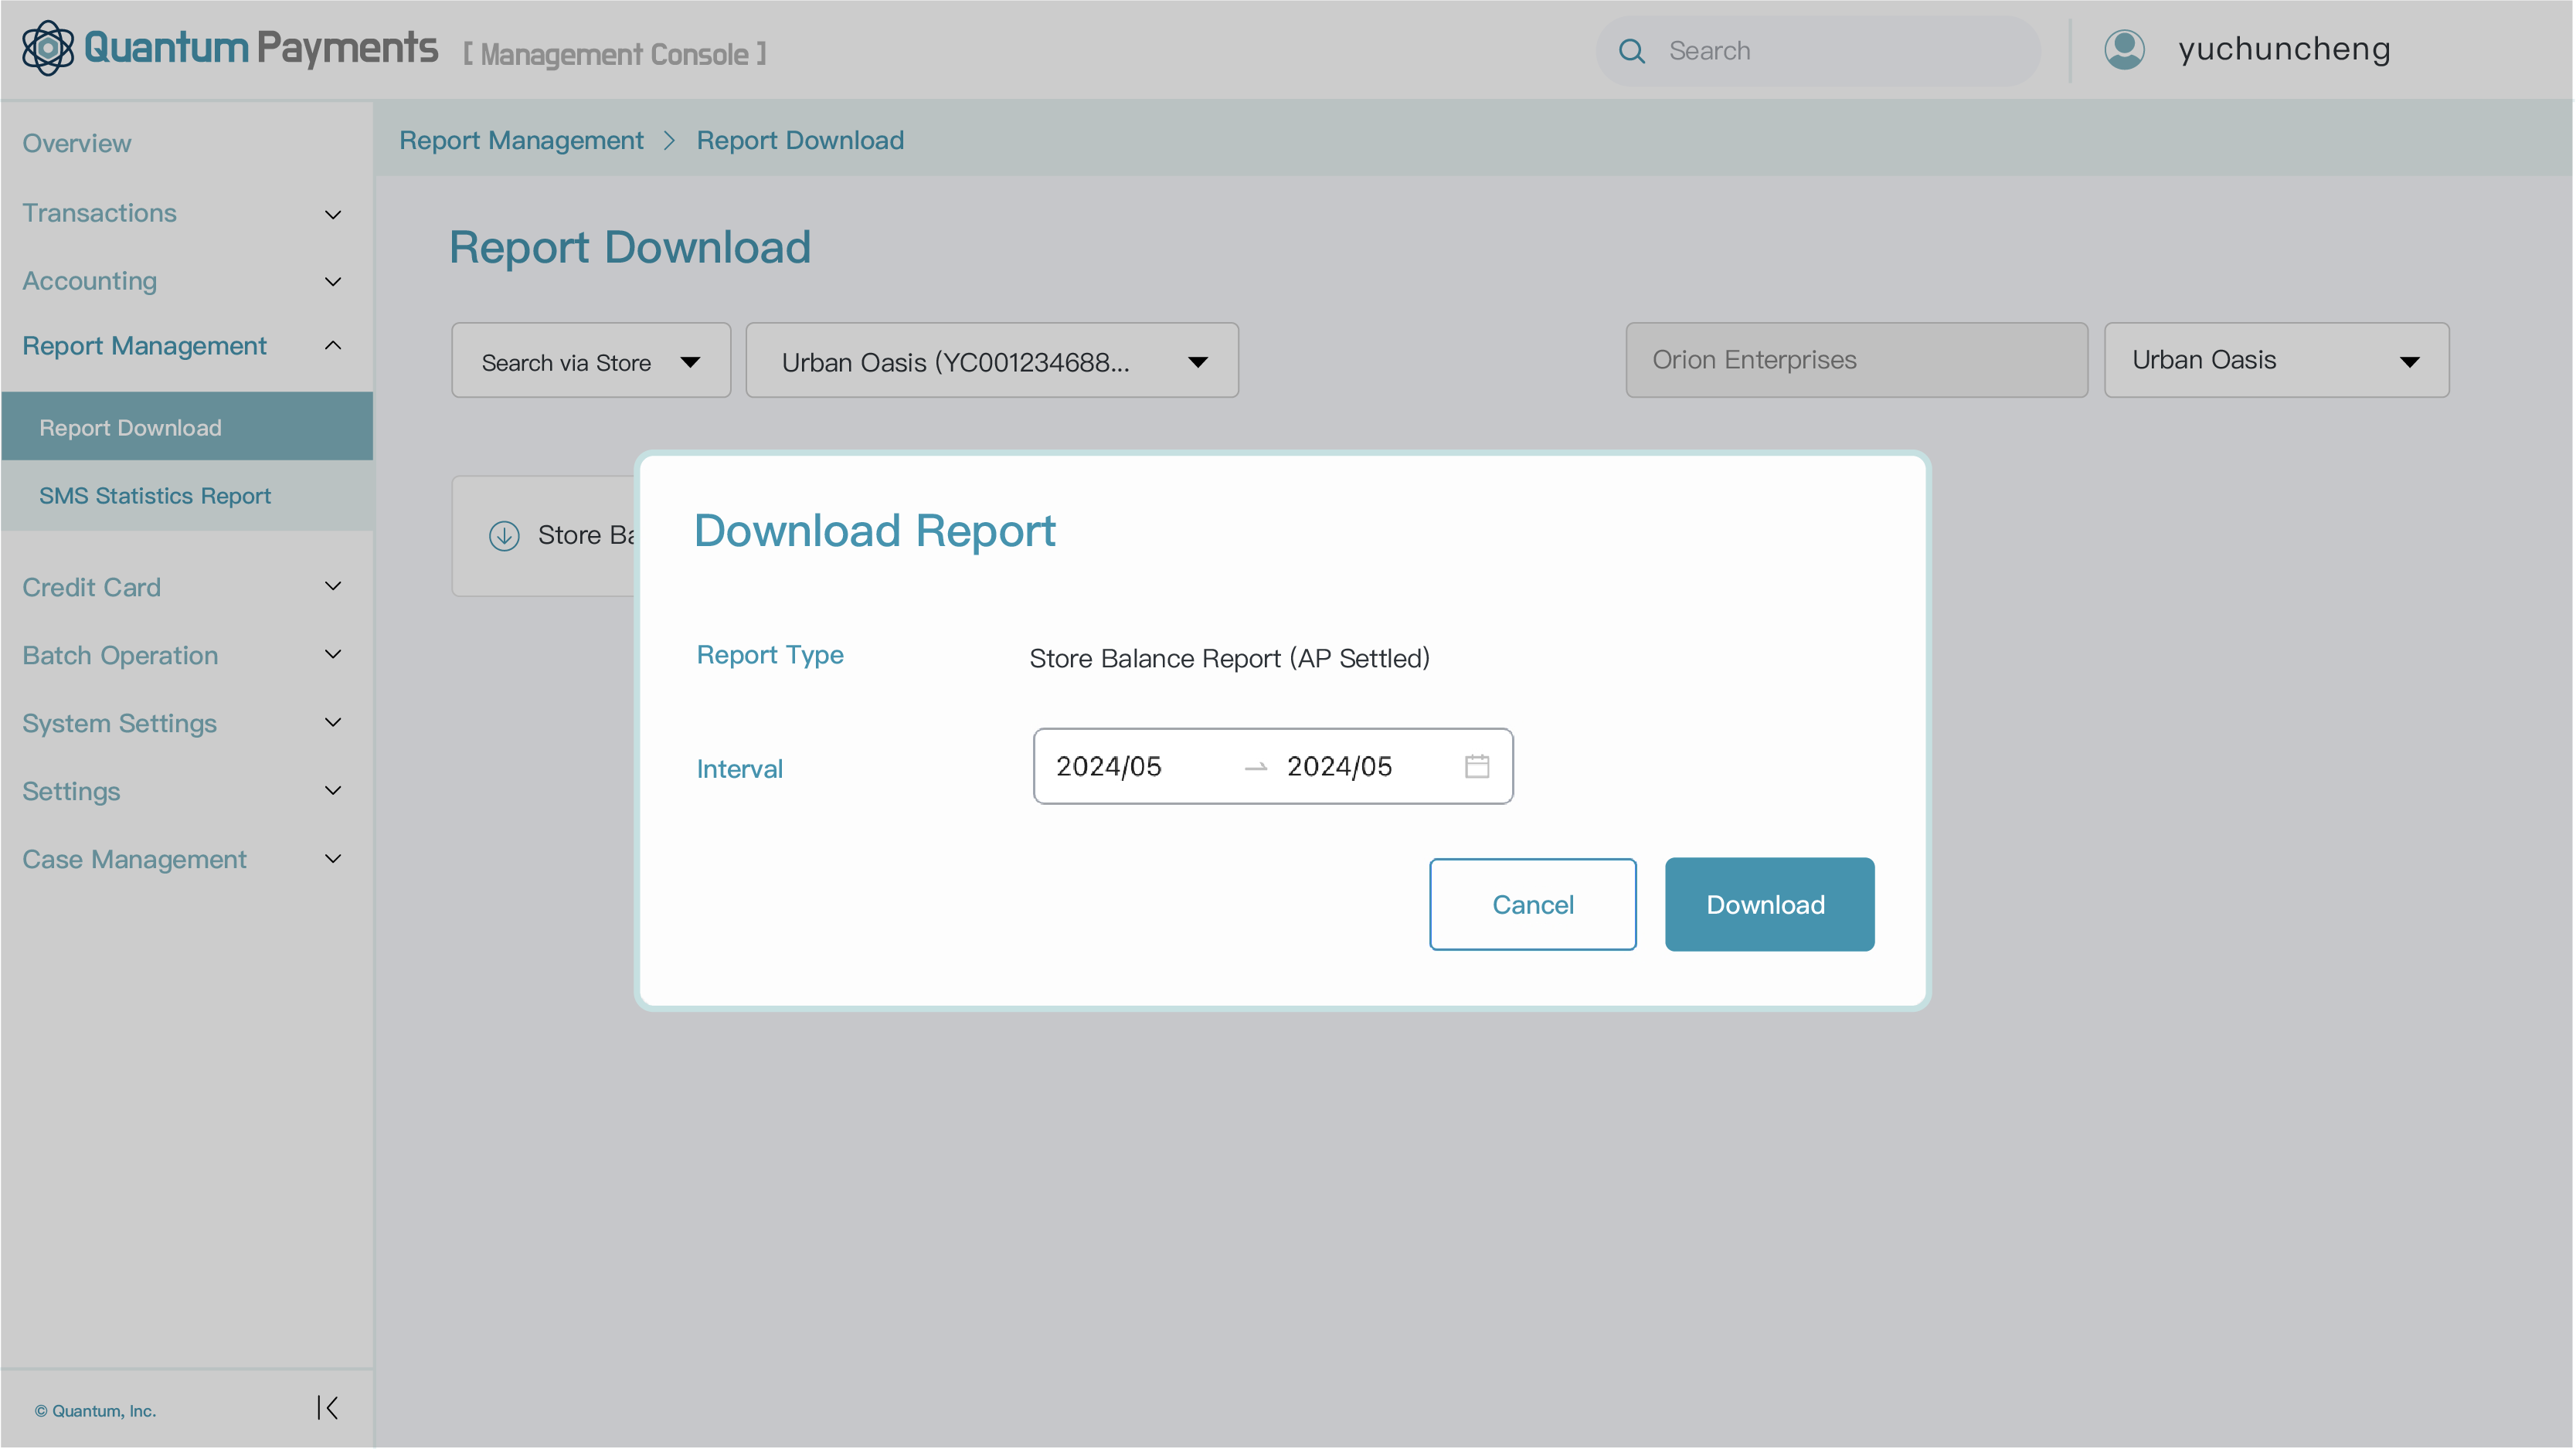 Quantum Payments [ Management Console ]
Search
yuchuncheng
Overview
Transactions
Accounting
Report Management
Report Download
SMS Statistics Report
Credit Card
Batch Operation
System Settings
Settings
Case Management
© Quantum, Inc.
Report Management > Report Download
Report Download
Search via Store
Urban Oasis (YC001234688...
Orion Enterprises
Urban Oasis
Store Ba
Download Report
Report Type
Store Balance Report (AP Settled)
Interval
2024/05 → 2024/05
Cancel
Download